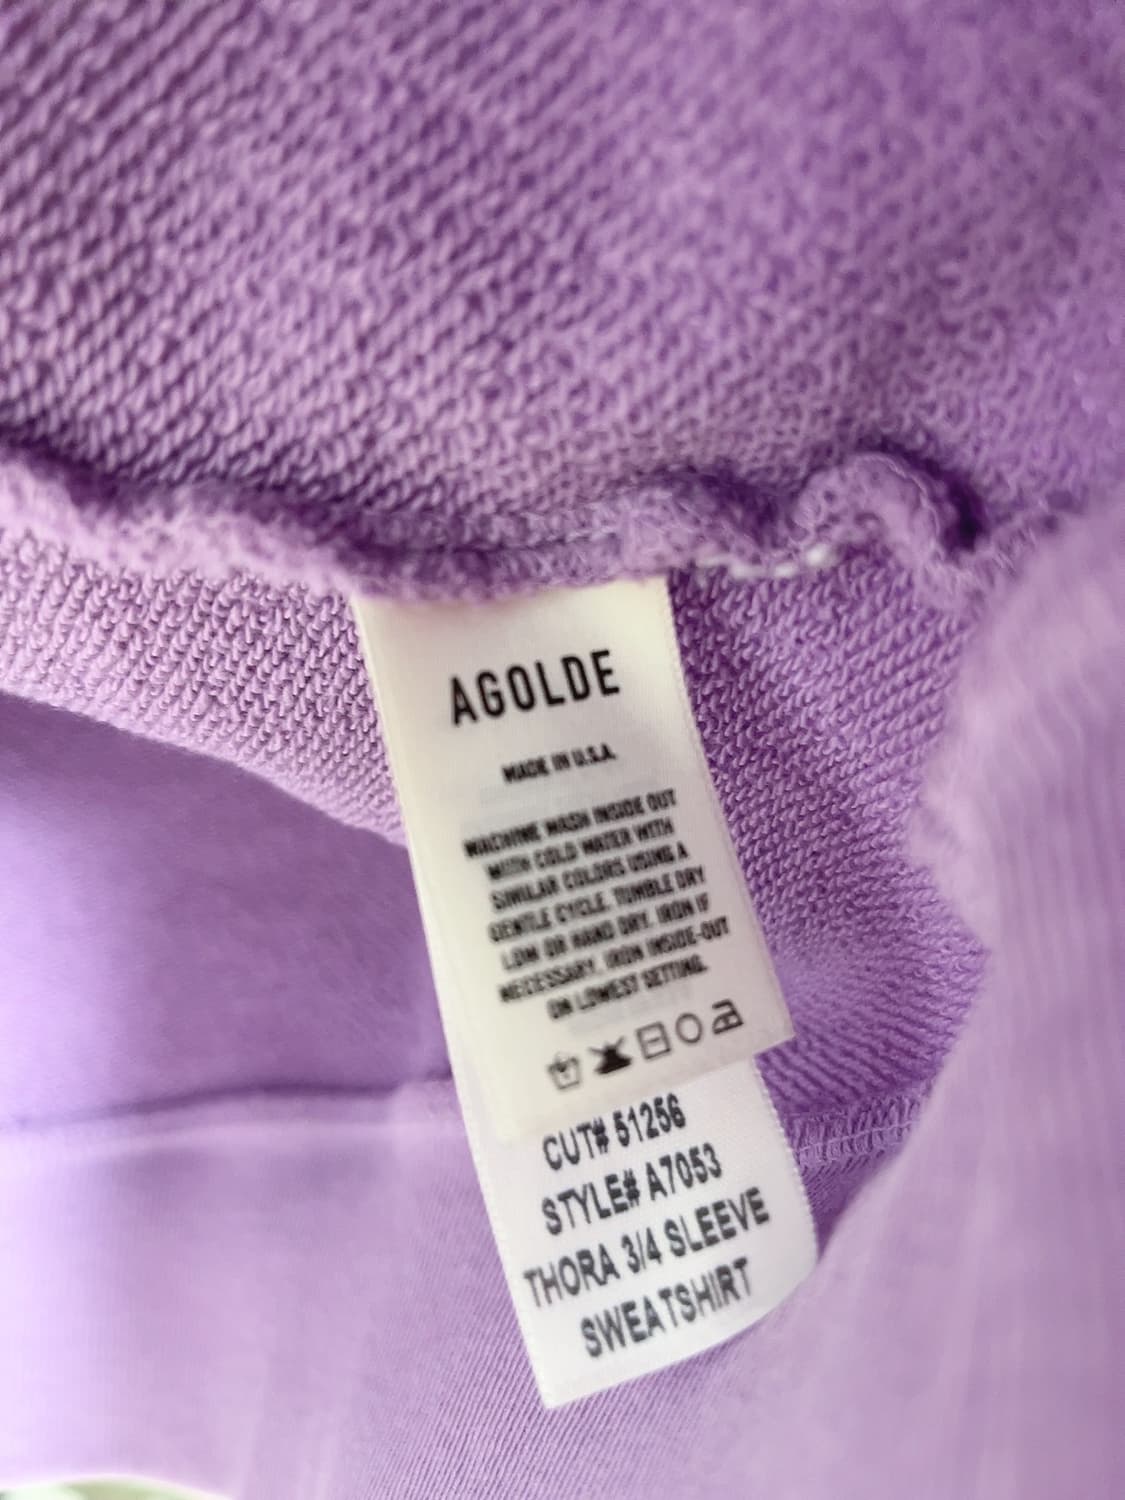 AGOLDE
MADE IN U.S.A.
MACHINE WASH INSIDE OUT
WITH COLD WATER WITH
SIMILAR COLORS USING A
GENTLE CYCLE. TUMBLE DRY
LOW OR HAND DRY. IRON IF
NECESSARY. IRON INSIDE-OUT
ON LOWEST SETTING.
CUT# 51256
STYLE# A7053
THORA 3/4 SLEEVE
SWEATSHIRT